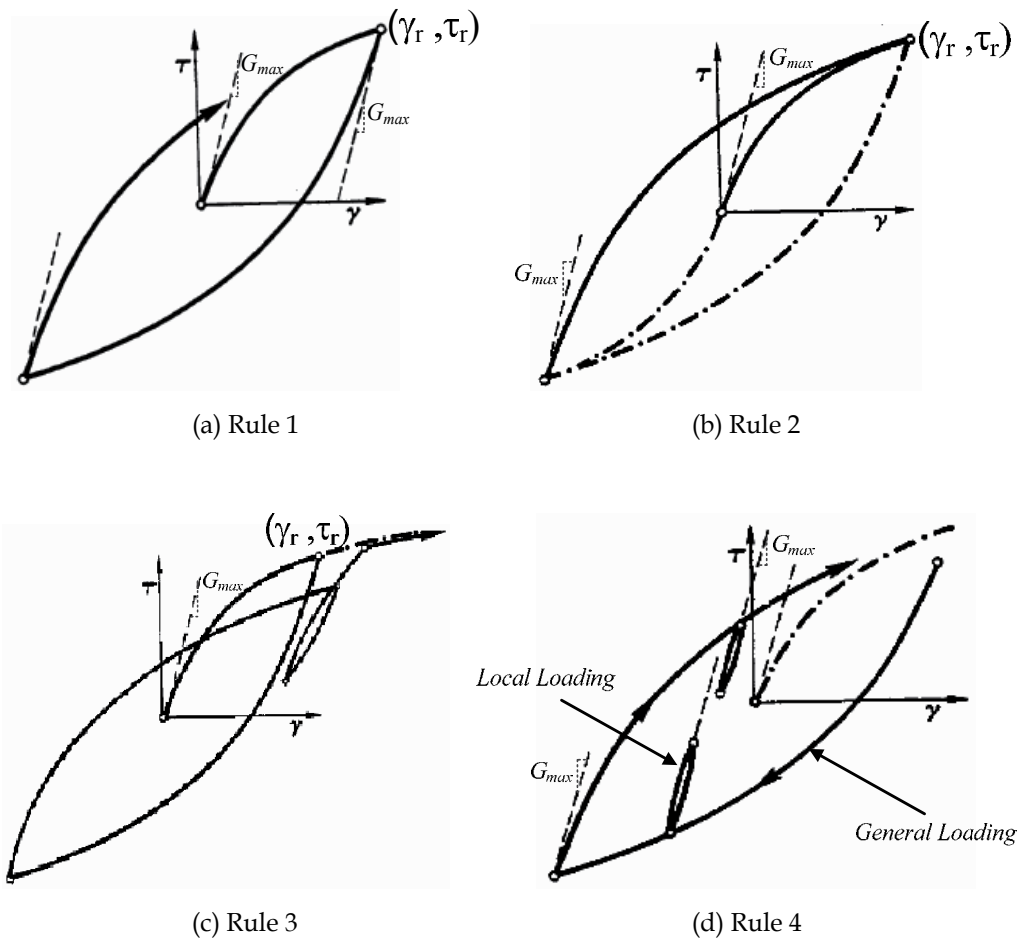 (γr ,τr)
τ
Gmax
Gmax
γ
(a) Rule 1
(γr ,τr)
τ
Gmax
γ
Gmax
(b) Rule 2
(γr ,τr)
τ
Gmax
γ
(c) Rule 3
τ
Gmax
Local Loading
γ
Gmax
General Loading
(d) Rule 4